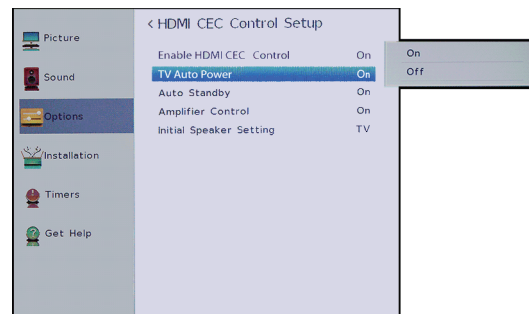 < HDMI CEC Control Setup
Picture
Sound
Options
Installation
Timers
Get Help
Enable HDMI CEC Control On
TV Auto Power On
Auto Standby On
Amplifier Control On
Initial Speaker Setting TV
On
Off